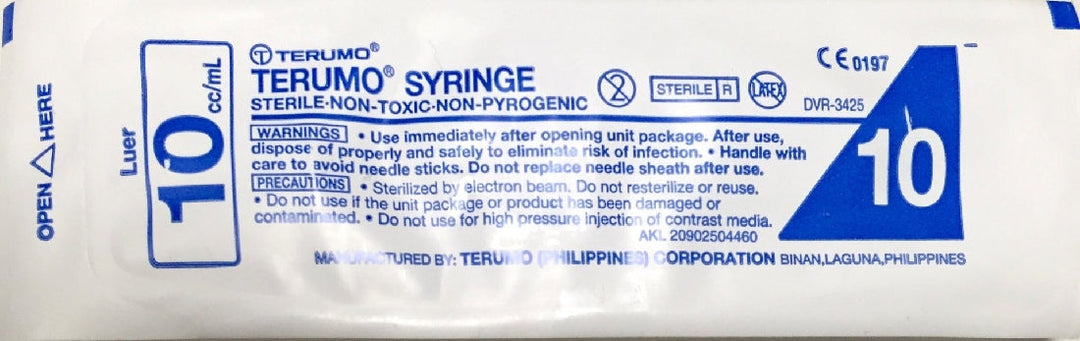 OPEN △ HERE
Luer
10 cc/mL
TERUMO®
TERUMO® SYRINGE
STERILE·NON-TOXIC·NON-PYROGENIC
2
STERILE R
LATEX
CE 0197
DVR-3425
10
WARNINGS • Use immediately after opening unit package. After use,
dispose of properly and safely to eliminate risk of infection. • Handle with
care to avoid needle sticks. Do not replace needle sheath after use.
PRECAUTIONS • Sterilized by electron beam. Do not resterilize or reuse.
• Do not use if the unit package or product has been damaged or
contaminated. • Do not use for high pressure injection of contrast media.
AKL 20902504460
MANUFACTURED BY: TERUMO (PHILIPPINES) CORPORATION BINAN,LAGUNA,PHILIPPINES